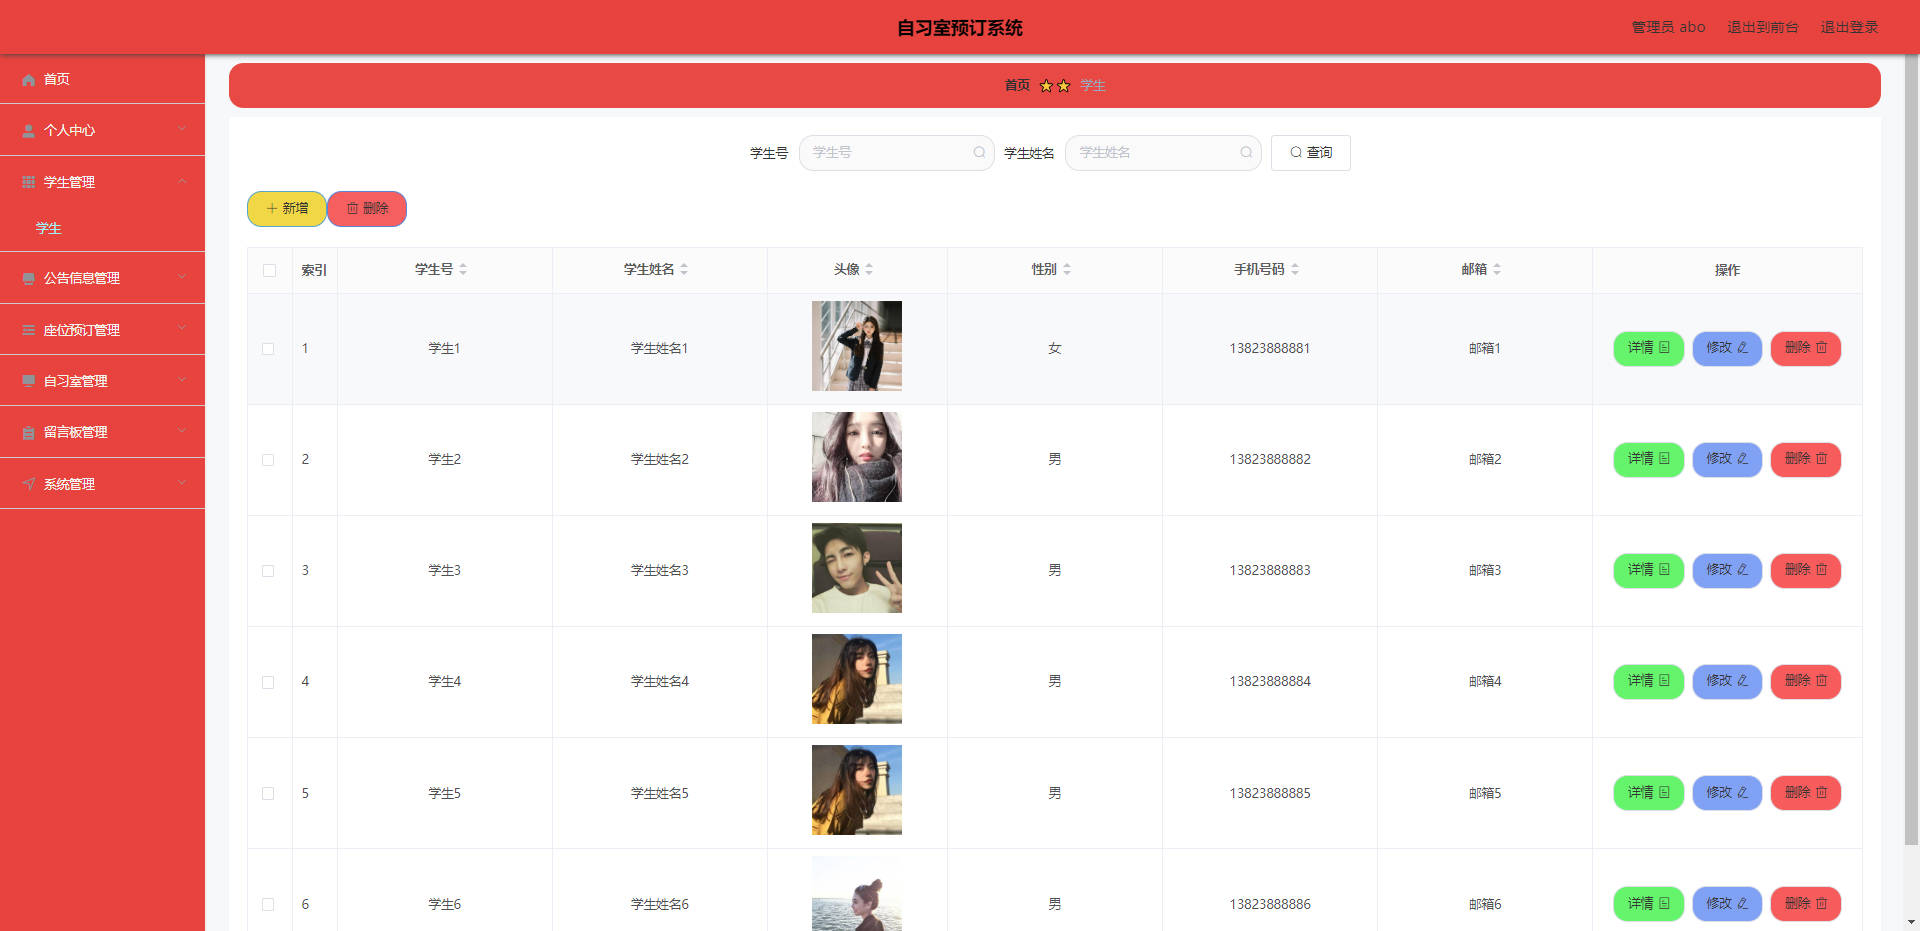 自习室预订系统
管理员 abo 退出到前台 退出登录
首页
个人中心
学生管理
学生
公告信息管理
座位预订管理
自习室管理
留言板管理
系统管理
首页 学生
学生号 学生号 学生姓名 学生姓名 查询
新增 删除
索引 学生号 学生姓名 头像 性别 手机号码 邮箱 操作
1 学生1 学生姓名1 女 13823888881 邮箱1 详情 修改 删除
2 学生2 学生姓名2 男 13823888882 邮箱2 详情 修改 删除
3 学生3 学生姓名3 男 13823888883 邮箱3 详情 修改 删除
4 学生4 学生姓名4 男 13823888884 邮箱4 详情 修改 删除
5 学生5 学生姓名5 男 13823888885 邮箱5 详情 修改 删除
6 学生6 学生姓名6 男 13823888886 邮箱6 详情 修改 删除